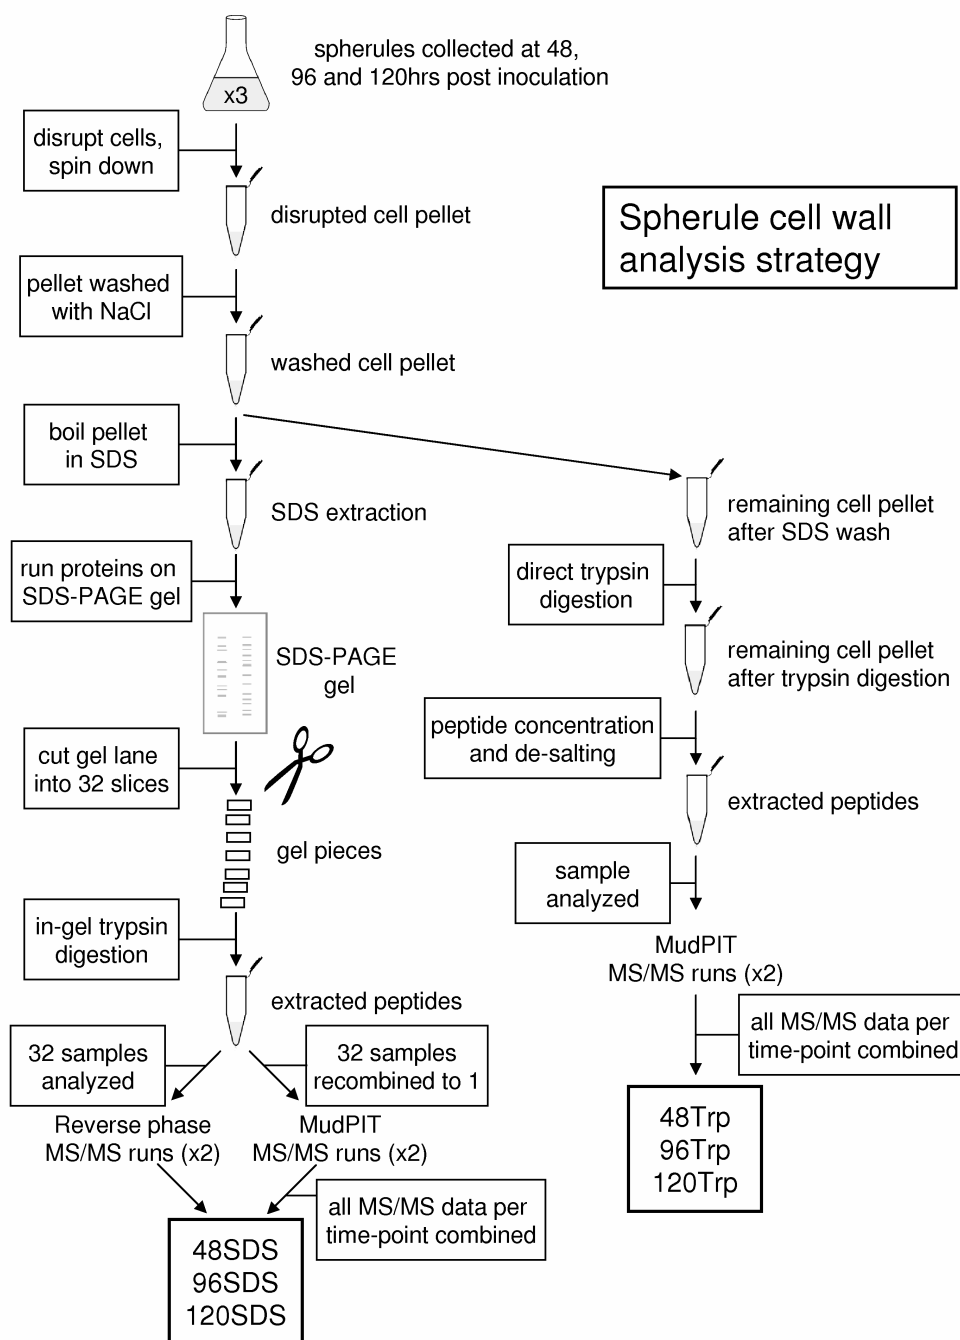 spherules collected at 48,
96 and 120hrs post inoculation
x3
disrupt cells,
spin down
disrupted cell pellet
Spherule cell wall
analysis strategy
pellet washed
with NaCl
washed cell pellet
boil pellet
in SDS
SDS extraction
remaining cell pellet
after SDS wash
run proteins on
SDS-PAGE gel
direct trypsin
digestion
SDS-PAGE
gel
remaining cell pellet
after trypsin digestion
cut gel lane
into 32 slices
peptide concentration
and de-salting
extracted peptides
gel pieces
sample
analyzed
in-gel trypsin
digestion
MudPIT
MS/MS runs (x2)
extracted peptides
all MS/MS data per
time-point combined
32 samples
analyzed
32 samples
recombined to 1
Reverse phase
MS/MS runs (x2)
MudPIT
MS/MS runs (x2)
48Trp
96Trp
120Trp
all MS/MS data per
time-point combined
48SDS
96SDS
120SDS